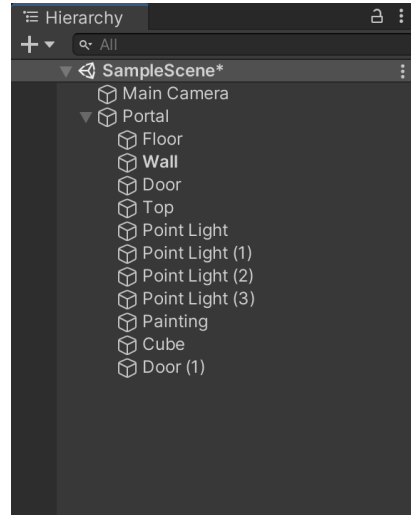 Hierarchy
All
SampleScene*
Main Camera
Portal
Floor
Wall
Door
Top
Point Light
Point Light (1)
Point Light (2)
Point Light (3)
Painting
Cube
Door (1)